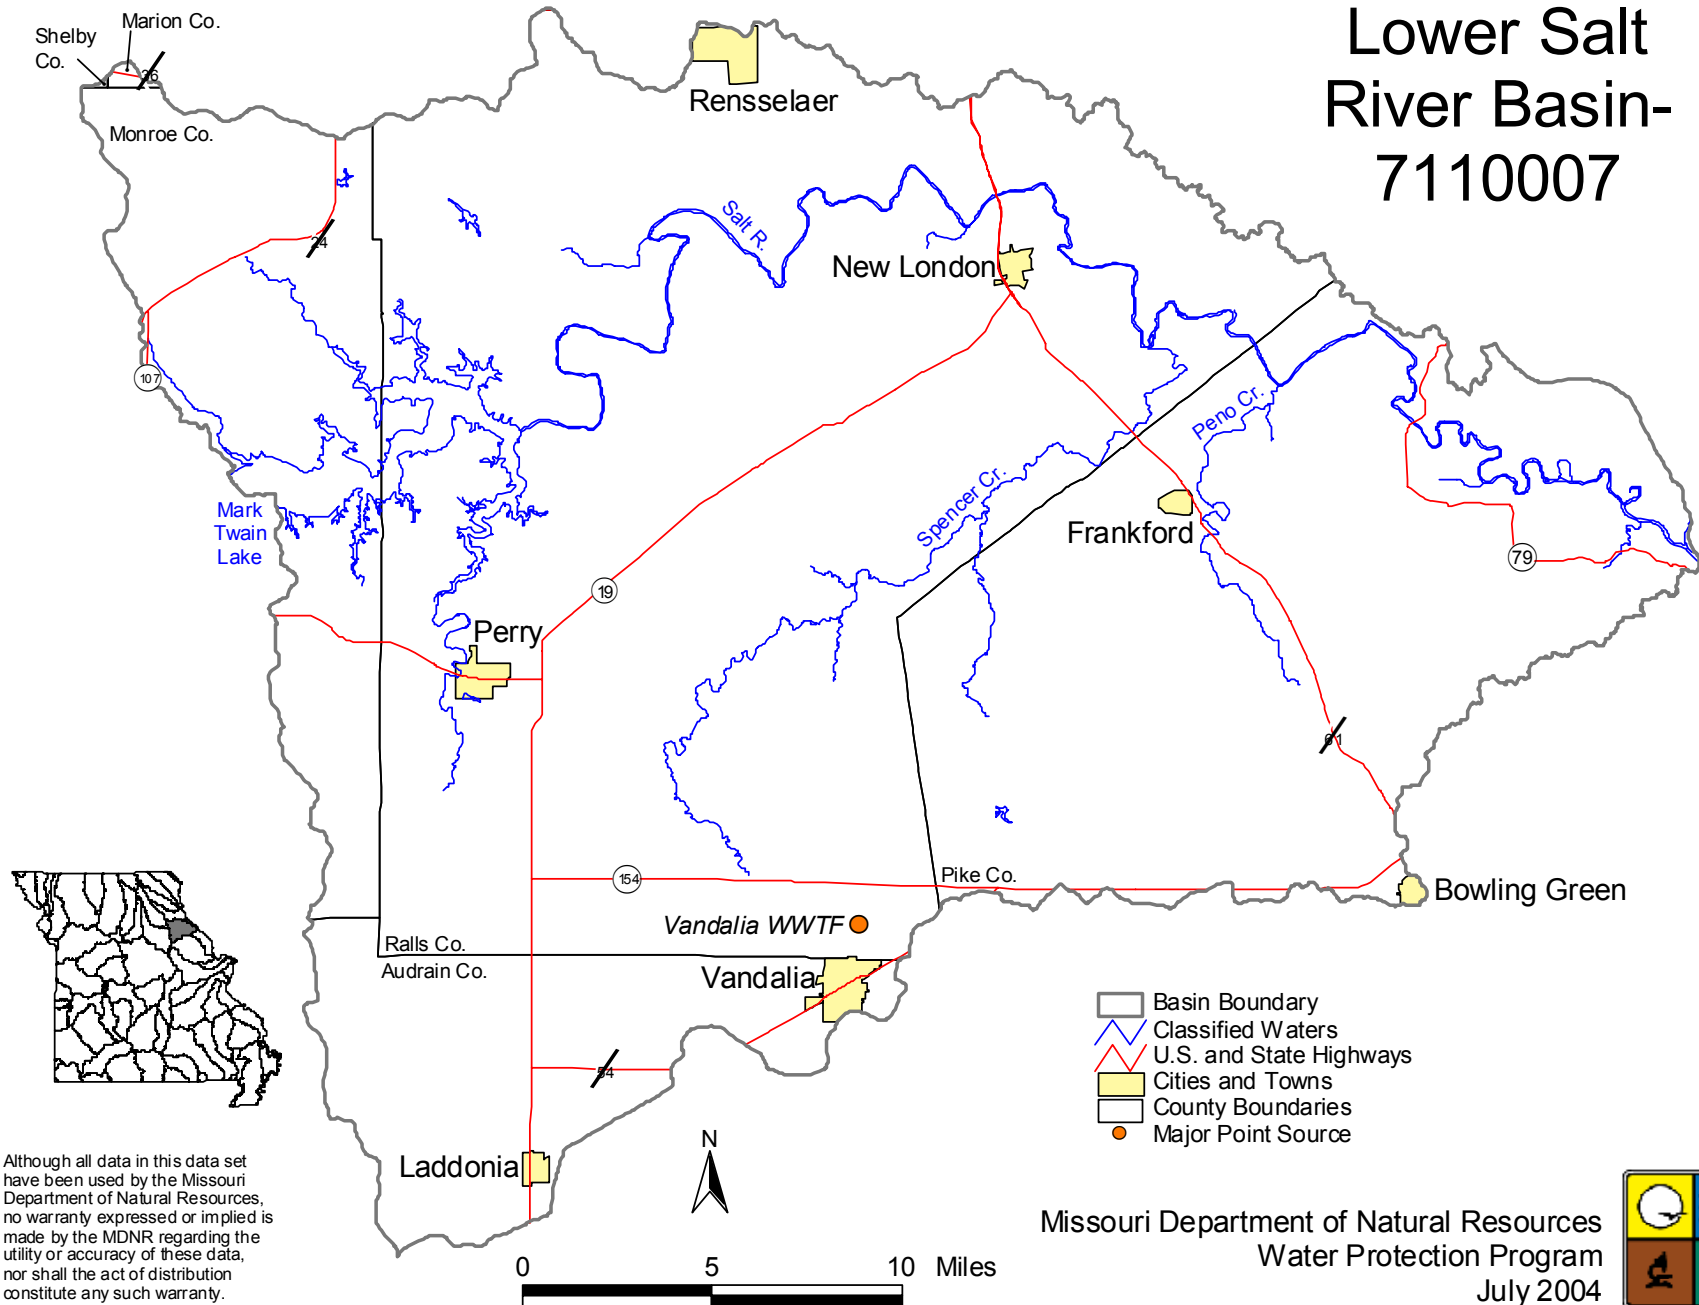 Lower Salt
River Basin-
7110007
Shelby
Co.
Marion Co.
36
Monroe Co.
Rensselaer
24
Salt R.
New London
107
Peno Cr.
Mark
Twain
Lake
Spencer Cr.
Frankford
79
19
Perry
61
154
Pike Co.
Bowling Green
Vandalia WWTF
Ralls Co.
Audrain Co.
Vandalia
54
Laddonia
Basin Boundary
Classified Waters
U.S. and State Highways
Cities and Towns
County Boundaries
Major Point Source
N
0 5 10 Miles
Although all data in this data set
have been used by the Missouri
Department of Natural Resources,
no warranty expressed or implied is
made by the MDNR regarding the
utility or accuracy of these data,
nor shall the act of distribution
constitute any such warranty.
Missouri Department of Natural Resources
Water Protection Program
July 2004